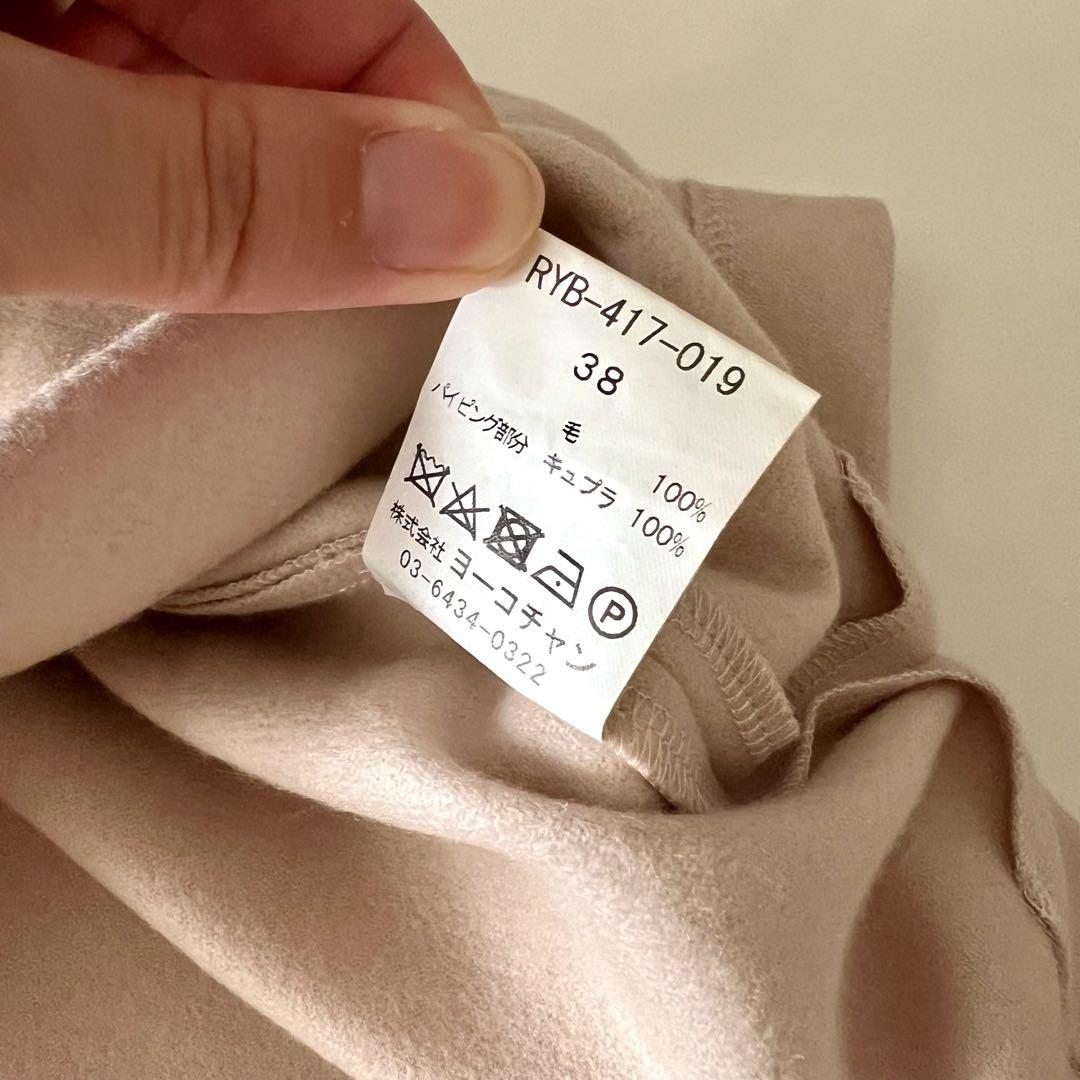 RYB-417-019
38
毛 100%
パイピング部分 キュプラ 100%
P
株式会社 ヨーコチャン
03-6434-0322